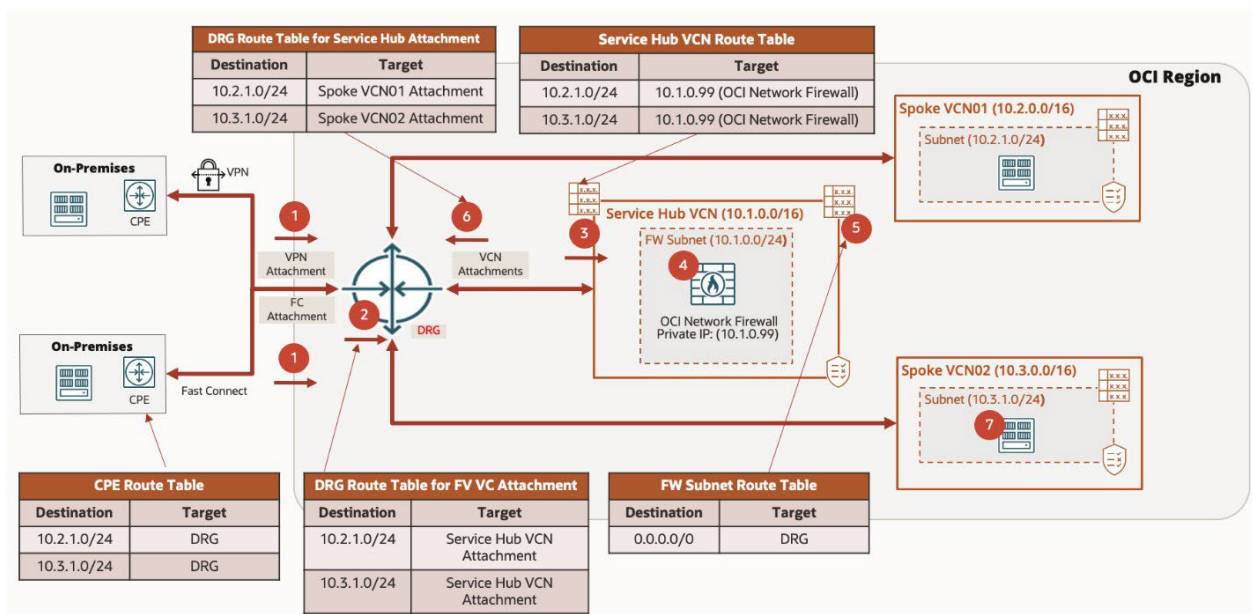 DRG Route Table for Service Hub Attachment
Destination Target
10.2.1.0/24 Spoke VCN01 Attachment
10.3.1.0/24 Spoke VCN02 Attachment
Service Hub VCN Route Table
Destination Target
10.2.1.0/24 10.1.0.99 (OCI Network Firewall)
10.3.1.0/24 10.1.0.99 (OCI Network Firewall)
OCI Region
Spoke VCN01 (10.2.0.0/16)
Subnet (10.2.1.0/24)
On-Premises
CPE
VPN
1
VPN
Attachment
FC
Attachment
2
DRG
6
VCN
Attachments
3
Service Hub VCN (10.1.0.0/16)
FW Subnet (10.1.0.0/24)
4
OCI Network Firewall
Private IP: (10.1.0.99)
5
On-Premises
CPE
Fast Connect
1
Spoke VCN02 (10.3.0.0/16)
Subnet (10.3.1.0/24)
7
CPE Route Table
Destination Target
10.2.1.0/24 DRG
10.3.1.0/24 DRG
DRG Route Table for FV VC Attachment
Destination Target
10.2.1.0/24 Service Hub VCN
Attachment
10.3.1.0/24 Service Hub VCN
Attachment
FW Subnet Route Table
Destination Target
0.0.0.0/0 DRG